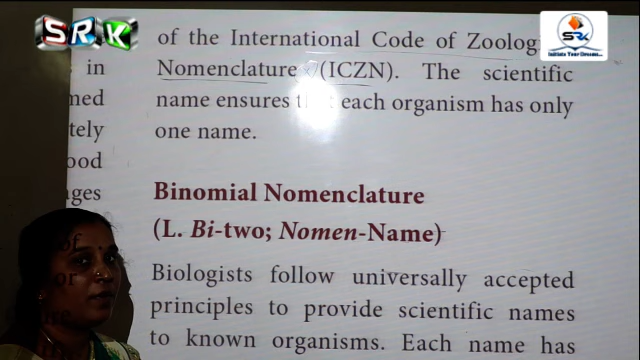 SRK
SRK
of the International Code of
Nomenclature (ICZN). The scientific
in
med
name ensures that each organism has only
tely
one name.
ood
ges
Binomial Nomenclature
(L. Bi-two; Nomen-Name)
Biologists follow universally accepted
principles to provide scientific names
to known organisms. Each name has